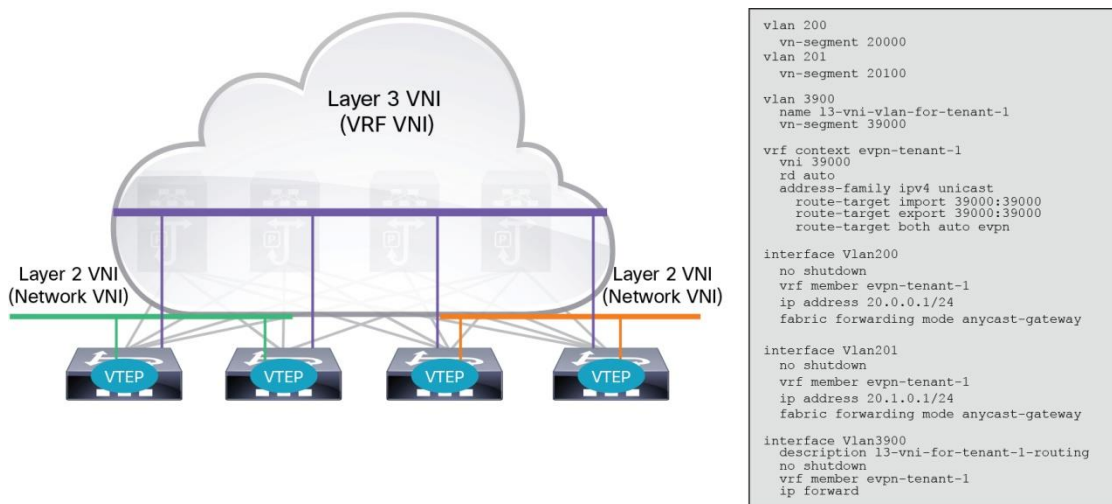 Layer 3 VNI
(VRF VNI)
Layer 2 VNI
(Network VNI)
Layer 2 VNI
(Network VNI)
VTEP
VTEP
VTEP
VTEP
vlan 200
vn-segment 20000
vlan 201
vn-segment 20100
vlan 3900
name l3-vni-vlan-for-tenant-1
vn-segment 39000
vrf context evpn-tenant-1
vni 39000
rd auto
address-family ipv4 unicast
route-target import 39000:39000
route-target export 39000:39000
route-target both auto evpn
interface Vlan200
no shutdown
vrf member evpn-tenant-1
ip address 20.0.0.1/24
fabric forwarding mode anycast-gateway
interface Vlan201
no shutdown
vrf member evpn-tenant-1
ip address 20.1.0.1/24
fabric forwarding mode anycast-gateway
interface Vlan3900
description l3-vni-for-tenant-1-routing
no shutdown
vrf member evpn-tenant-1
ip forward